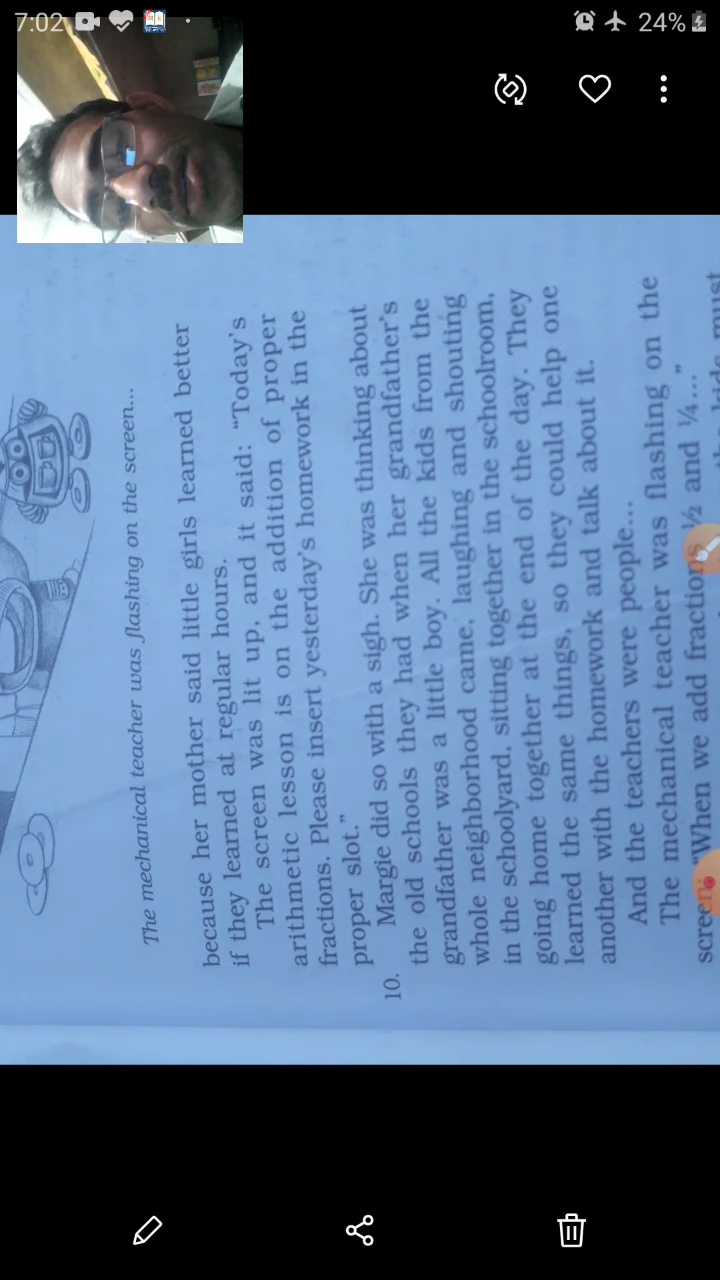 7:02
24%
The mechanical teacher was flashing on the screen...
because her mother said little girls learned better
if they learned at regular hours.
The screen was lit up, and it said: “Today’s
arithmetic lesson is on the addition of proper
fractions. Please insert yesterday’s homework in the
proper slot.”
10. Margie did so with a sigh. She was thinking about
the old schools they had when her grandfather’s
grandfather was a little boy. All the kids from the
whole neighborhood came, laughing and shouting
in the schoolyard, sitting together in the schoolroom,
going home together at the end of the day. They
learned the same things, so they could help one
another with the homework and talk about it.
And the teachers were people...
The mechanical teacher was flashing on the
screen: “When we add fractions ½ and ¼...”
kids must